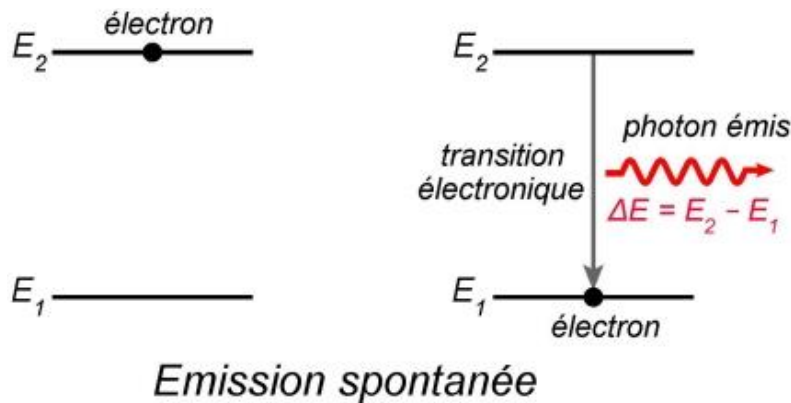 électron
E₂
E₁
E₂
transition
électronique
photon émis
ΔE = E₂ − E₁
E₁
électron
Emission spontanée